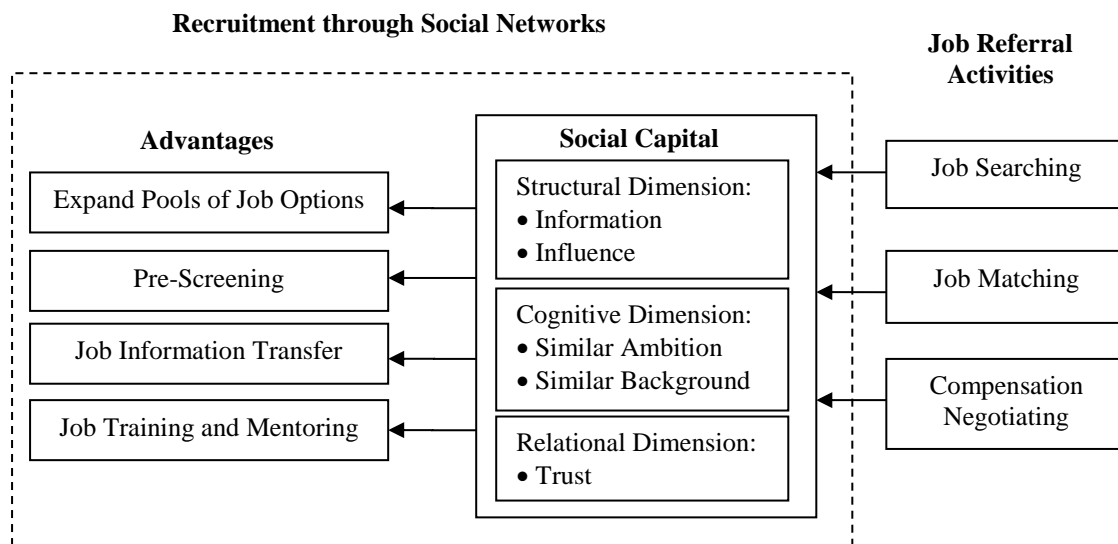 Recruitment through Social Networks
Job Referral
Activities
Advantages
Expand Pools of Job Options
Pre-Screening
Job Information Transfer
Job Training and Mentoring
Social Capital
Structural Dimension:
• Information
• Influence
Cognitive Dimension:
• Similar Ambition
• Similar Background
Relational Dimension:
• Trust
Job Searching
Job Matching
Compensation
Negotiating